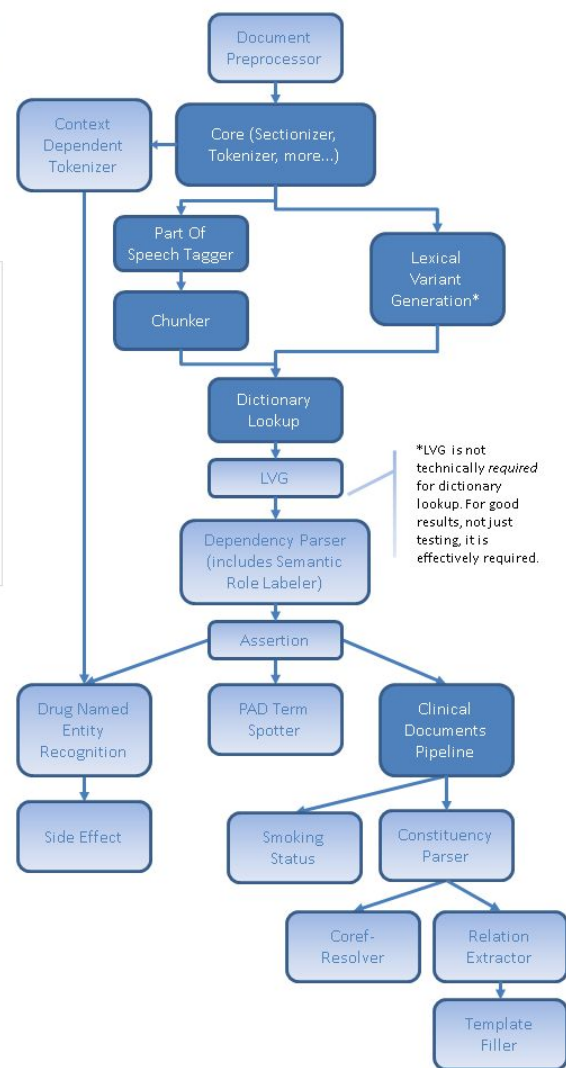 Document
Preprocessor
Context
Dependent
Tokenizer
Core (Sectionizer,
Tokenizer, more...)
Part Of
Speech Tagger
Lexical
Variant
Generation*
Chunker
Dictionary
Lookup
LVG
*LVG is not
technically required
for dictionary
lookup. For good
results, not just
testing, it is
effectively required.
Dependency Parser
(includes Semantic
Role Labeler)
Assertion
Drug Named
Entity
Recognition
PAD Term
Spotter
Clinical
Documents
Pipeline
Side Effect
Smoking
Status
Constituency
Parser
Coref-
Resolver
Relation
Extractor
Template
Filler